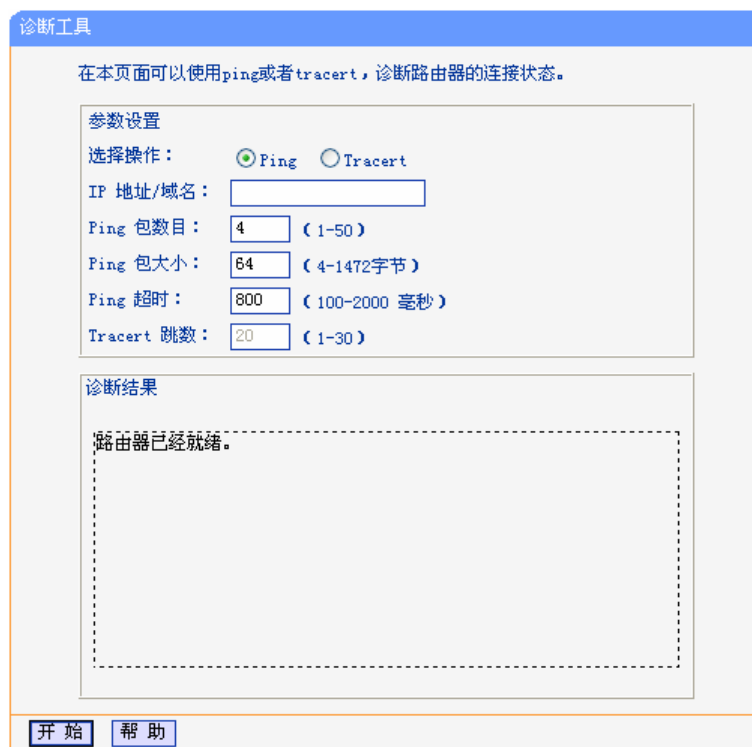 诊断工具
在本页面可以使用ping或者tracert，诊断路由器的连接状态。
参数设置
选择操作： Ping Tracert
IP 地址/域名：
Ping 包数目： 4 （1-50）
Ping 包大小： 64 （4-1472字节）
Ping 超时： 800 （100-2000 毫秒）
Tracert 跳数： 20 （1-30）
诊断结果
路由器已经就绪。
开 始 帮 助